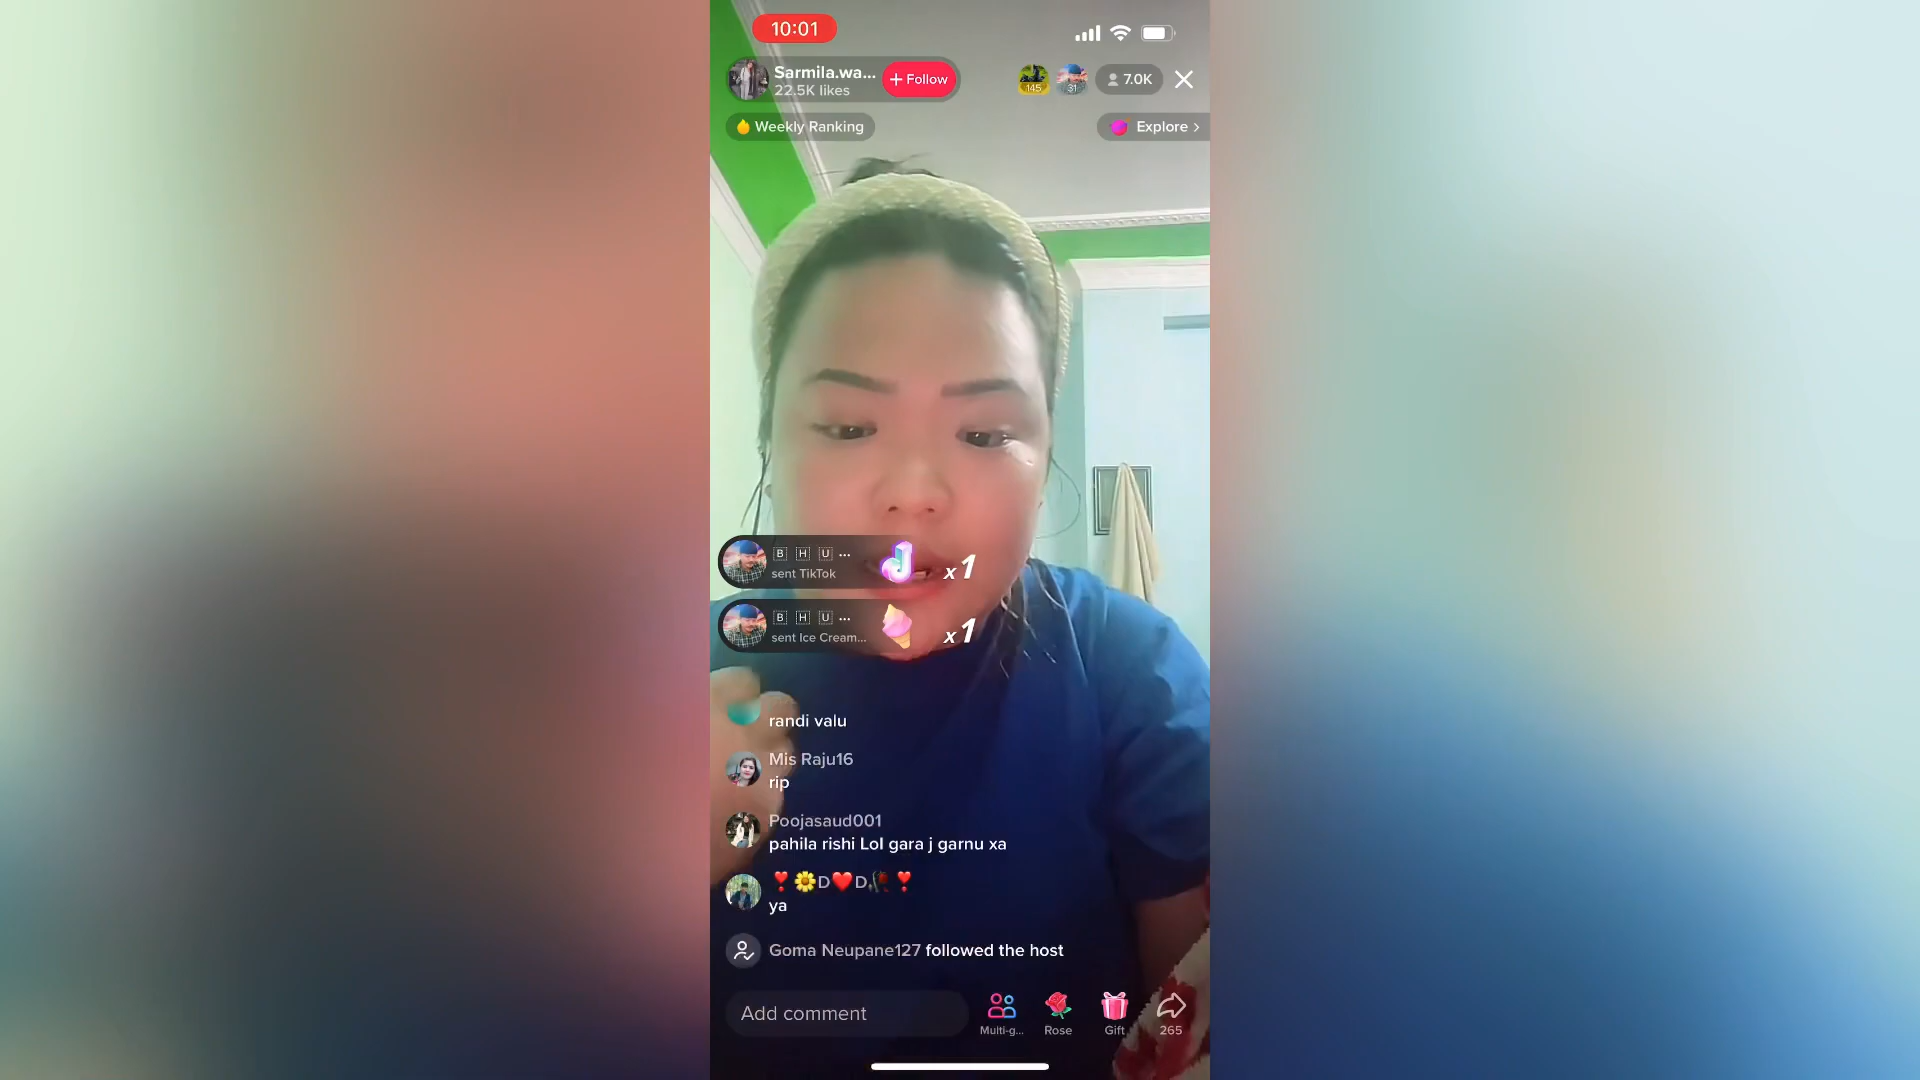 10:01
Sarmila.wa...
22.5K likes
+ Follow
145
31
7.0K
Weekly Ranking
Explore >
B H U ...
sent TikTok
x1
B H U ...
sent Ice Cream...
x1
randi valu
Mis Raju16
rip
Poojasaud001
pahila rishi Lol gara j garnu xa
❣️🌼D❤️D🥀❣️
ya
Goma Neupane127 followed the host
Add comment
Multi-g...
Rose
Gift
265